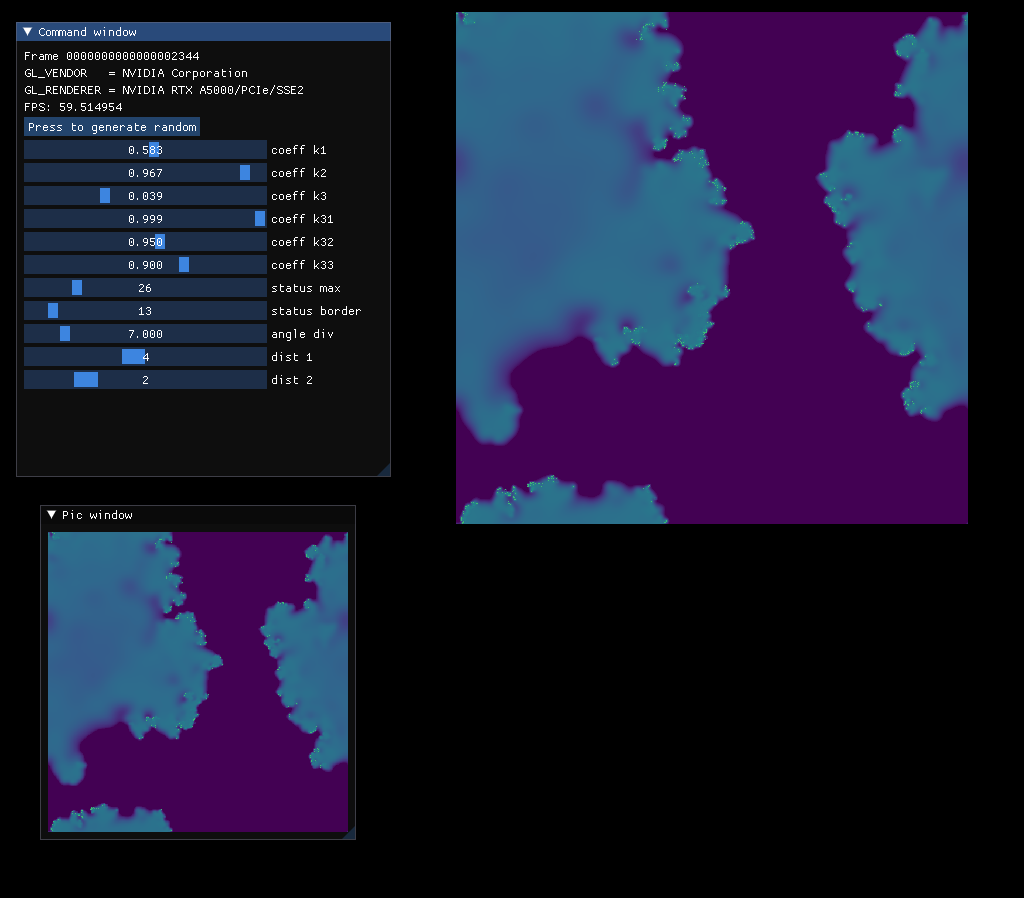 Command window
Frame 0000000000000002344
GL_VENDOR   = NVIDIA Corporation
GL_RENDERER = NVIDIA RTX A5000/PCIe/SSE2
FPS: 59.514954
Press to generate random
0.583 coeff k1
0.967 coeff k2
0.039 coeff k3
0.999 coeff k31
0.950 coeff k32
0.900 coeff k33
26 status max
13 status border
7.000 angle div
4 dist 1
2 dist 2
Pic window